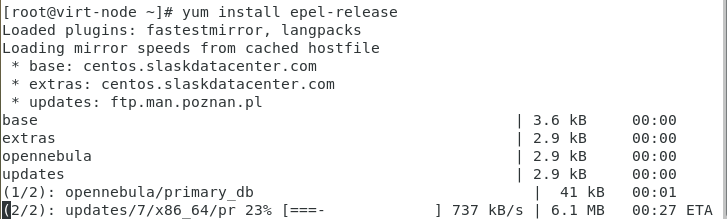 [root@virt-node ~]# yum install epel-release
Loaded plugins: fastestmirror, langpacks
Loading mirror speeds from cached hostfile
 * base: centos.slaskdatacenter.com
 * extras: centos.slaskdatacenter.com
 * updates: ftp.man.poznan.pl
base | 3.6 kB 00:00
extras | 2.9 kB 00:00
opennebula | 2.9 kB 00:00
updates | 2.9 kB 00:00
(1/2): opennebula/primary_db | 41 kB 00:01
(2/2): updates/7/x86_64/pr 23% [===- ] 737 kB/s | 6.1 MB 00:27 ETA